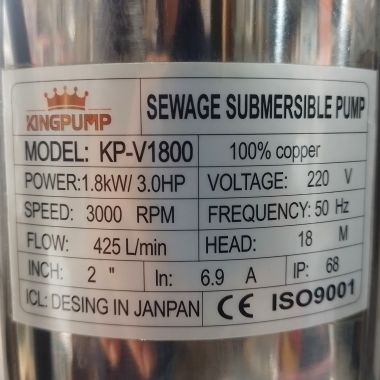 KINGPUMP SEWAGE SUBMERSIBLE PUMP
MODEL: KP-V1800 100% copper
POWER:1.8kW/ 3.0HP VOLTAGE: 220 V
SPEED: 3000 RPM FREQUENCY: 50 Hz
FLOW: 425 L/min HEAD: 18 M
INCH: 2 " In: 6.9 A IP: 68
ICL: DESING IN JANPAN CE ISO9001